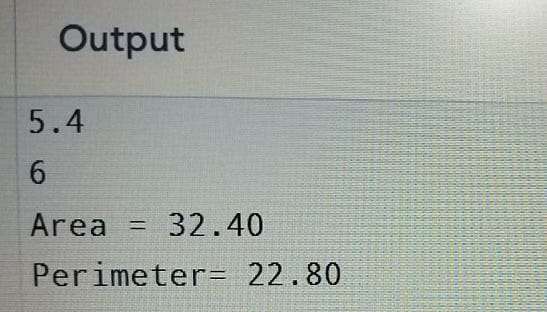 Output
5.4
6
Area = 32.40
Perimeter= 22.80